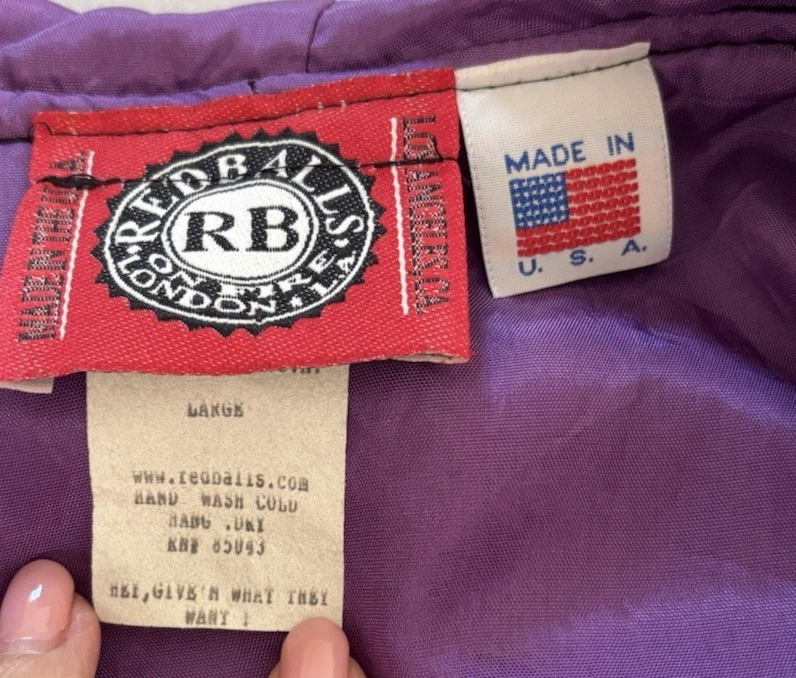 MADE IN THE U.S.A.
REDBALLS
RB
ON FIRE
LONDON · LA
LOS ANGELES, CA
MADE IN
U. S. A.
LARGE
www.redballs.com
HAND WASH COLD
HANG .DRY
RN# 85043
HEY,GIVE'M WHAT THEY
WANT !